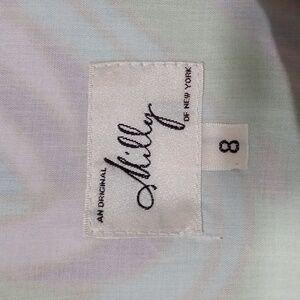 AN ORIGINAL
Milly
OF NEW YORK
8